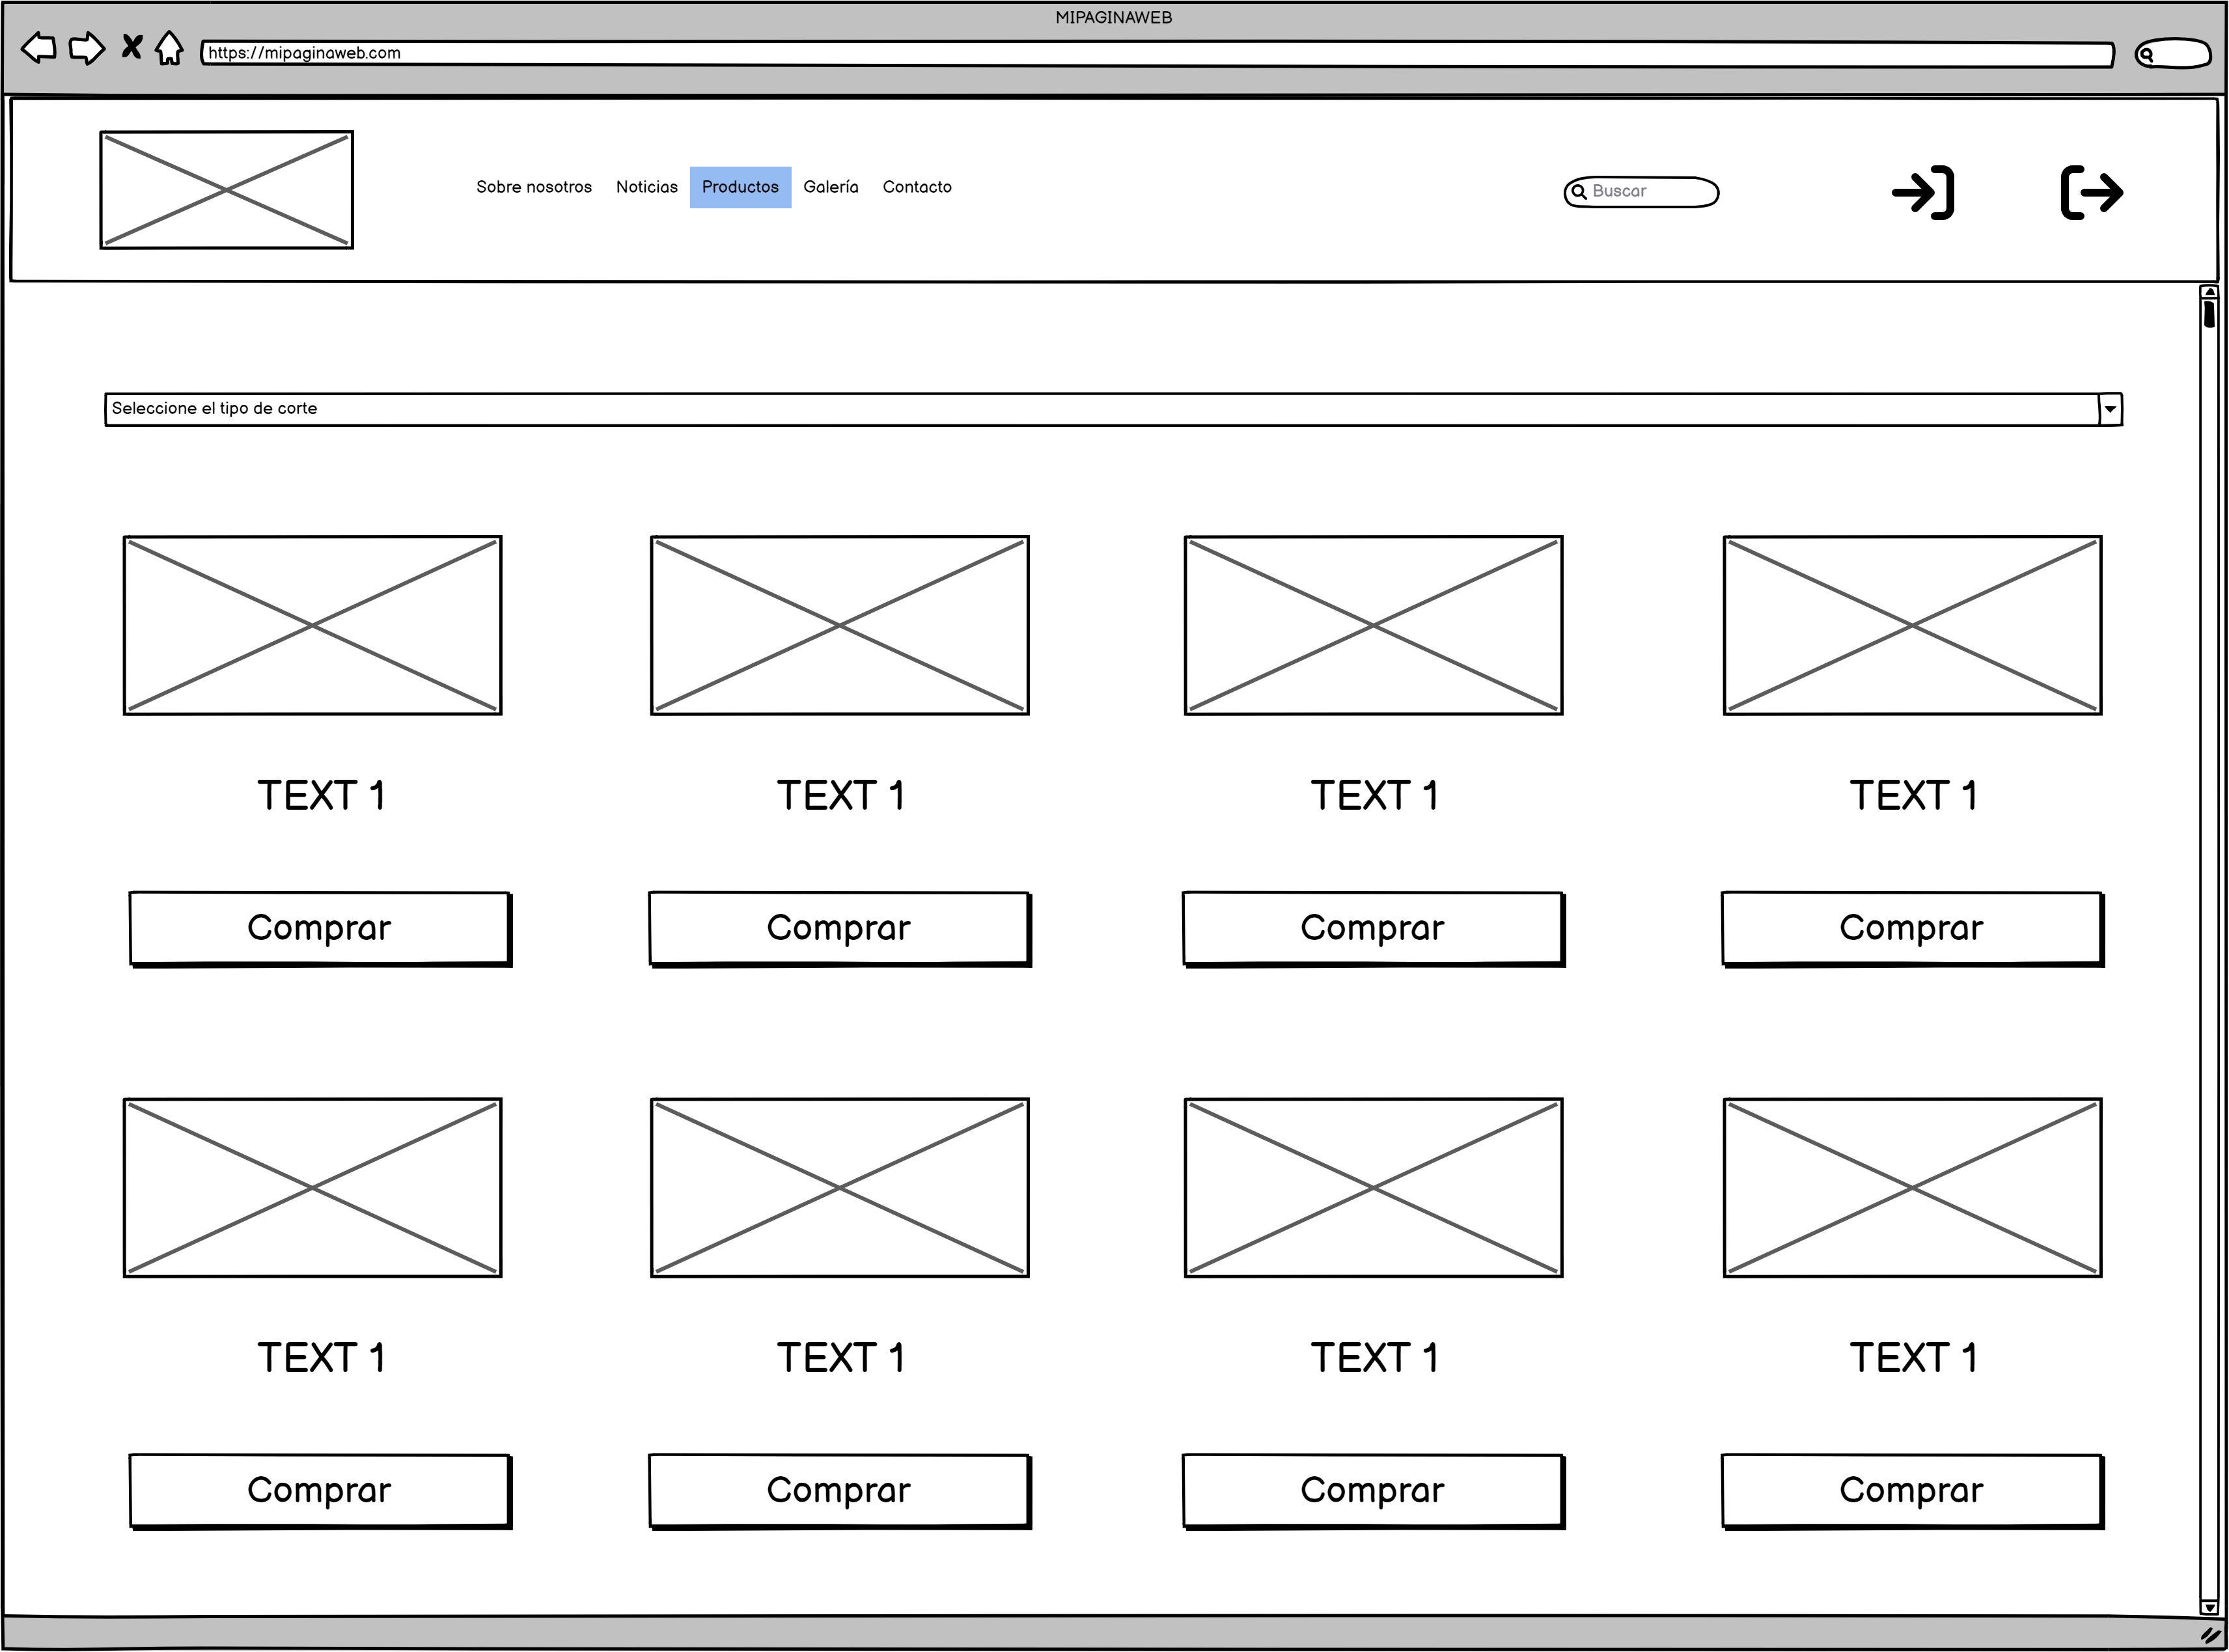 MIPAGINAWEB
https://mipaginaweb.com
Sobre nosotros Noticias Productos Galería Contacto Buscar
Seleccione el tipo de corte
TEXT 1 TEXT 1 TEXT 1 TEXT 1
Comprar Comprar Comprar Comprar
TEXT 1 TEXT 1 TEXT 1 TEXT 1
Comprar Comprar Comprar Comprar